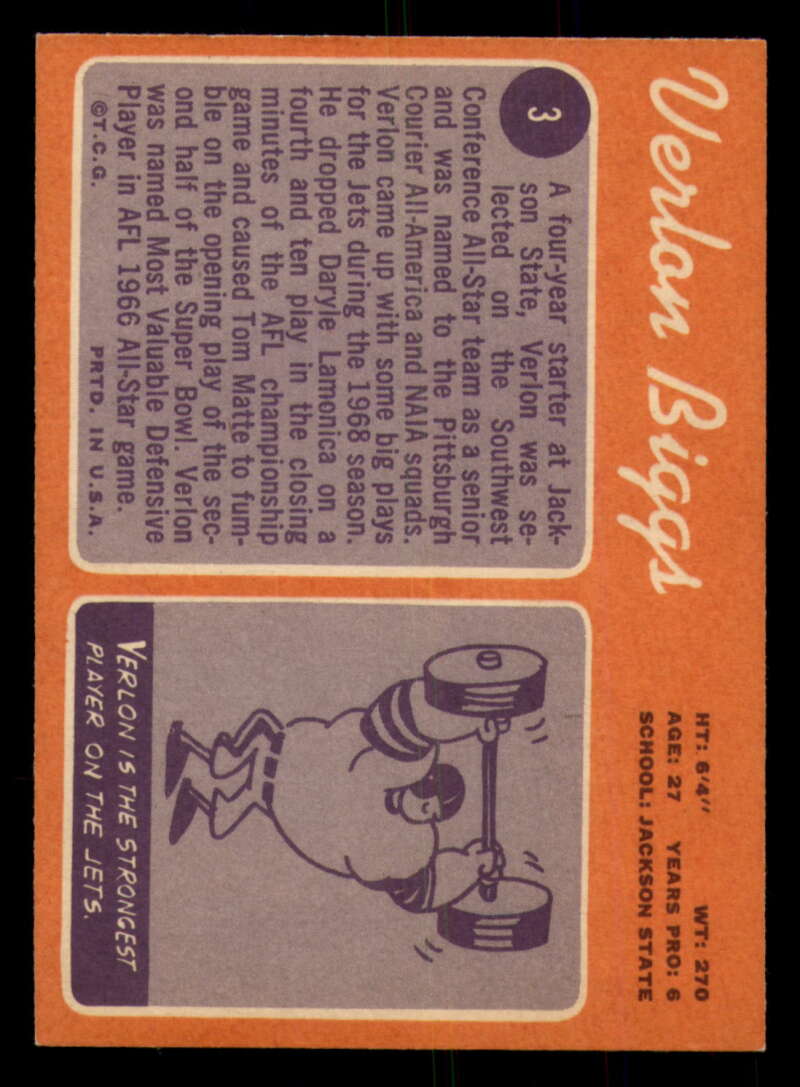 Verlon Biggs
HT: 6'4" WT: 270
AGE: 27 YEARS PRO: 6
SCHOOL: JACKSON STATE
3
A four-year starter at Jack-
son State, Verlon was se-
lected on the Southwest
Conference All-Star team as a senior
and was named to the Pittsburgh
Courier All-America and NAIA squads.
Verlon came up with some big plays
for the Jets during the 1968 season.
He dropped Daryle Lamonica on a
fourth and ten play in the closing
minutes of the AFL championship
game and caused Tom Matte to fum-
ble on the opening play of the sec-
ond half of the Super Bowl. Verlon
was named Most Valuable Defensive
Player in AFL 1966 All-Star game.
©T.C.G. PRTD. IN U.S.A.
VERLON IS THE STRONGEST
PLAYER ON THE JETS.